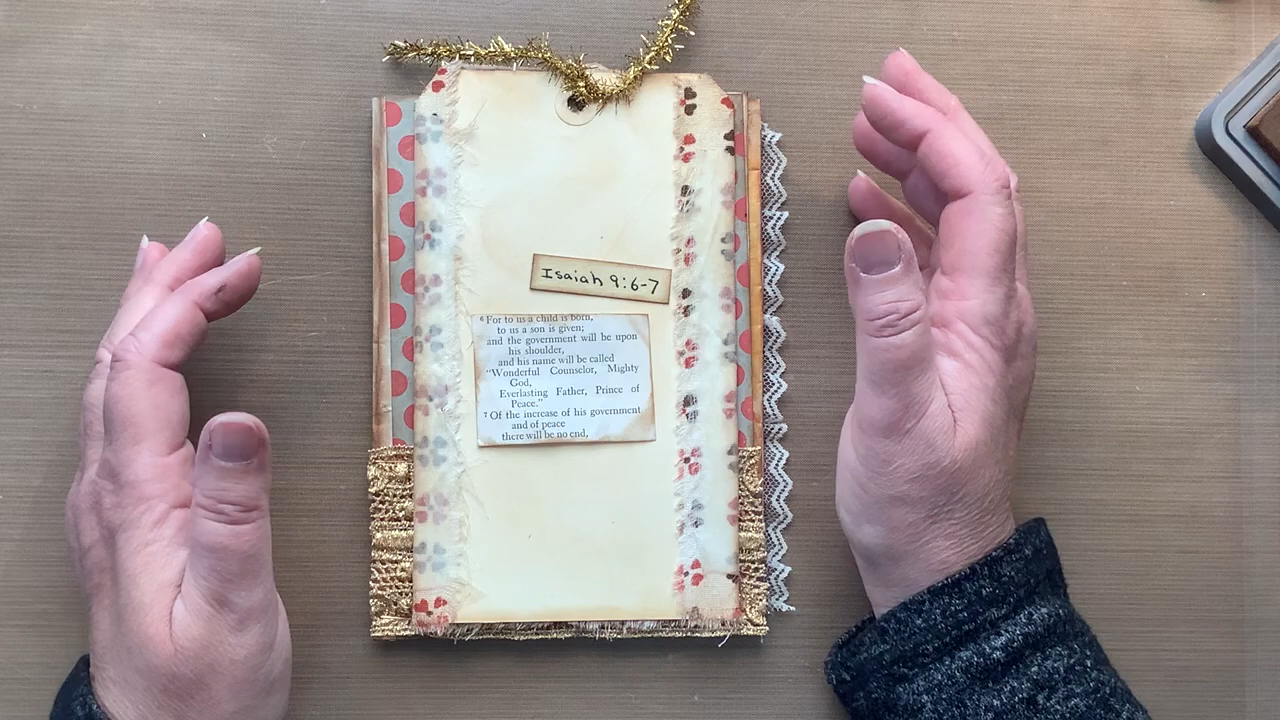 Isaiah 9:6-7
6 For to us a child is born,
to us a son is given;
and the government will be upon
his shoulder,
and his name will be called
“Wonderful Counselor, Mighty
God,
Everlasting Father, Prince of
Peace.”
7 Of the increase of his government
and of peace
there will be no end,